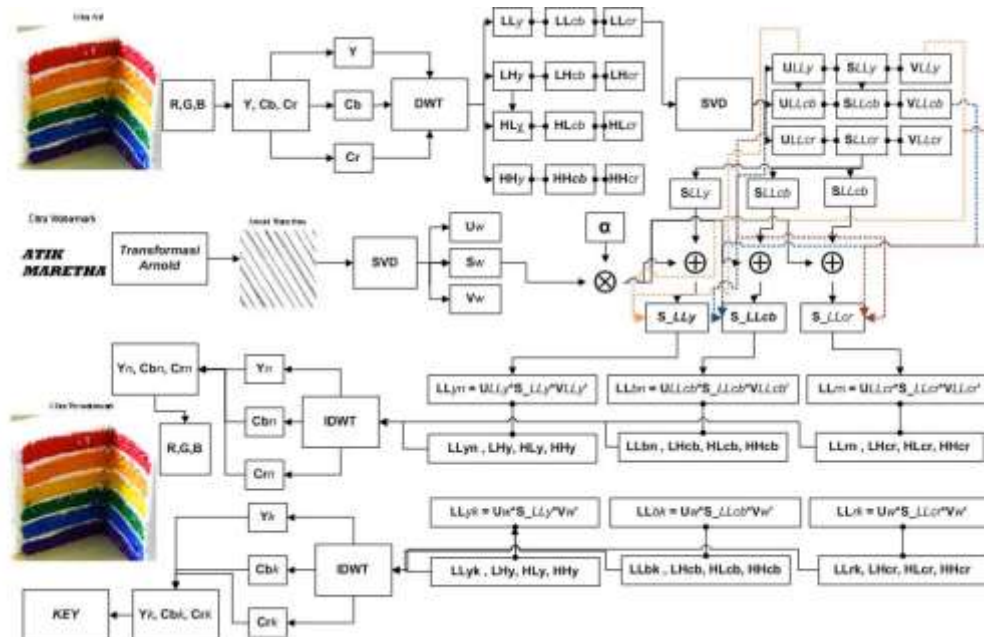 Citra Asli
R,G,B
Y, Cb, Cr
Y
Cb
Cr
DWT
LLy LLcb LLcr
LHy LHcb LHcr
HLy HLcb HLcr
HHy HHcb HHcr
SVD
ULLy SLLy VLLy
ULLcb SLLcb VLLcb
ULLcr SLLcr VLLcr
SLLy SLLcb SLLcb
Citra Watermark
ATIK
MARETHA
Transformasi
Arnold
SVD
Uw
Sw
Vw
α
S_LLy S_LLcb S_LLcr
LLyn = ULLy*S_LLy*VLLy' LLbn = ULLcb*S_LLcb*VLLcb' LLrn = ULLcr*S_LLcr*VLLcr'
LLyn , LHy, HLy, HHy LLbn , LHcb, HLcb, HHcb LLrn , LHcr, HLcr, HHcr
IDWT
Yn
Cbn
Crn
Yn, Cbn, Crn
R,G,B
LLyk = Uw*S_LLy*Vw' LLbk = Uw*S_LLcb*Vw' LLrk = Uw*S_LLcr*Vw'
LLyk , LHy, HLy, HHy LLbk , LHcb, HLcb, HHcb LLrk, LHcr, HLcr, HHcr
IDWT
Yk
Cbk
Crk
Yk, Cbk, Crk
KEY